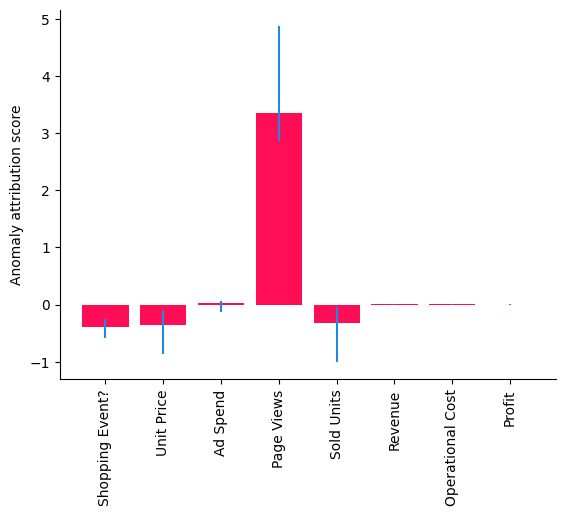 Anomaly attribution score
5
4
3
2
1
0
−1
Shopping Event?
Unit Price
Ad Spend
Page Views
Sold Units
Revenue
Operational Cost
Profit